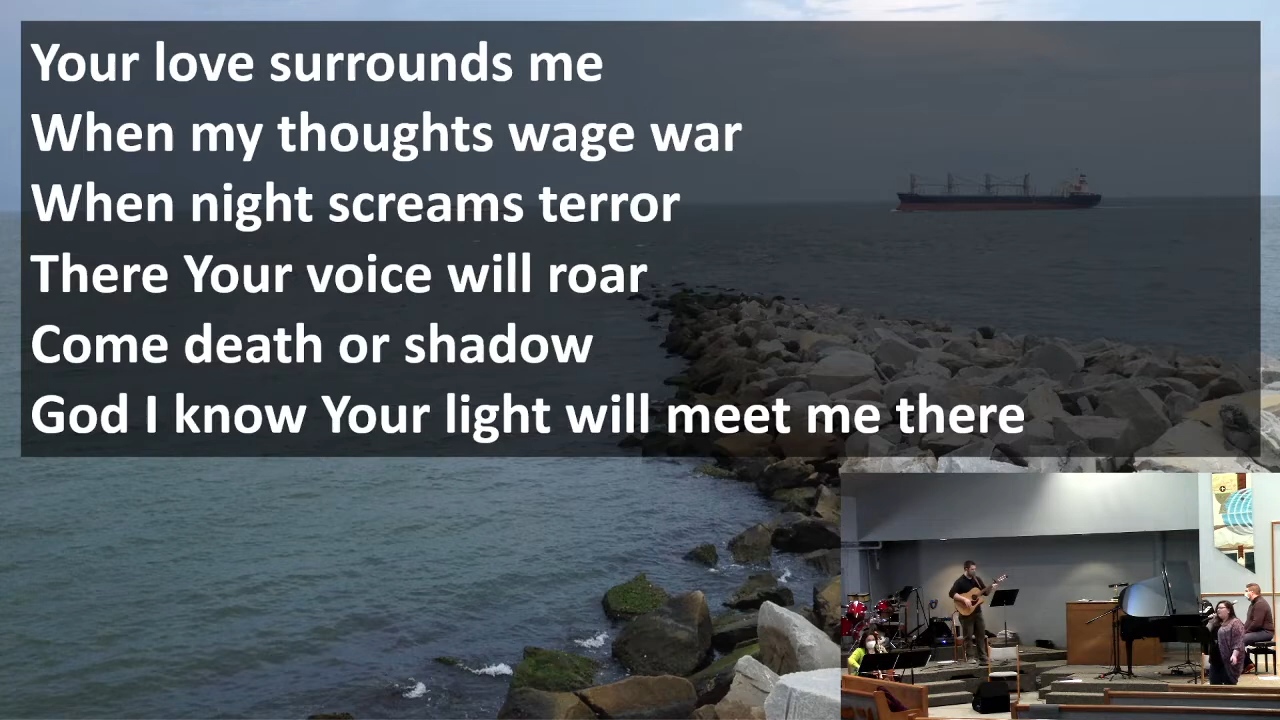 Your love surrounds me
When my thoughts wage war
When night screams terror
There Your voice will roar
Come death or shadow
God I know Your light will meet me there